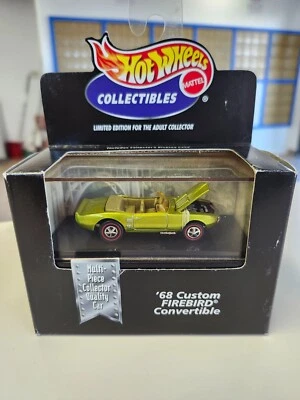 Hot Wheels
MATTEL
COLLECTIBLES
LIMITED EDITION FOR THE ADULT COLLECTOR
Multi-
Piece
Collector
Quality
Car
'68 Custom
FIREBIRD®
Convertible